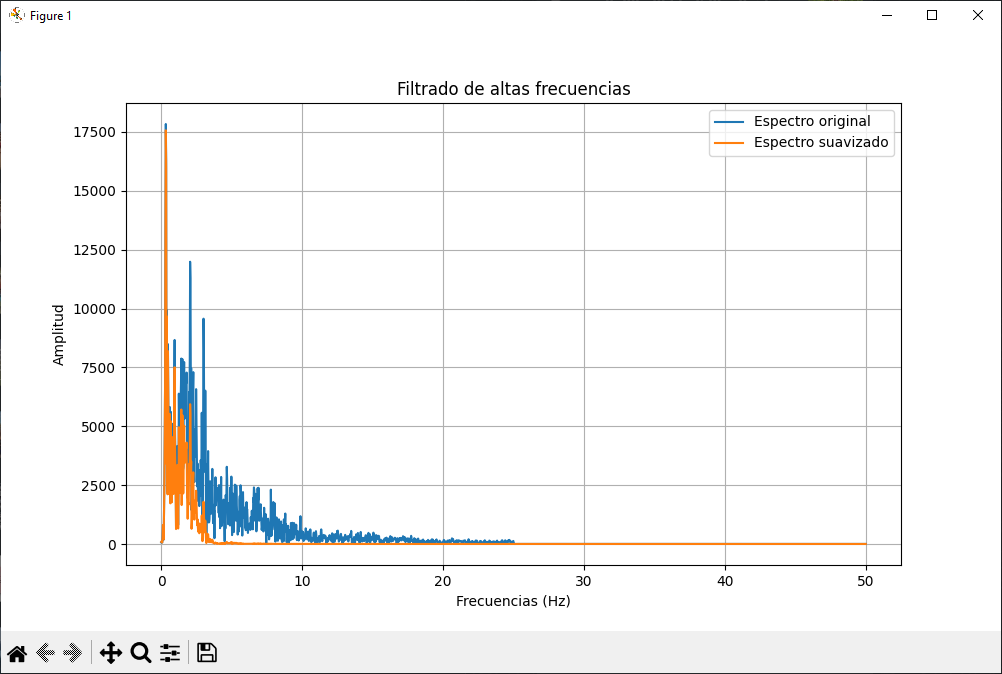 Figure 1
Filtrado de altas frecuencias
Espectro original
Espectro suavizado
17500
15000
12500
10000
7500
5000
2500
0
Amplitud
0 10 20 30 40 50
Frecuencias (Hz)